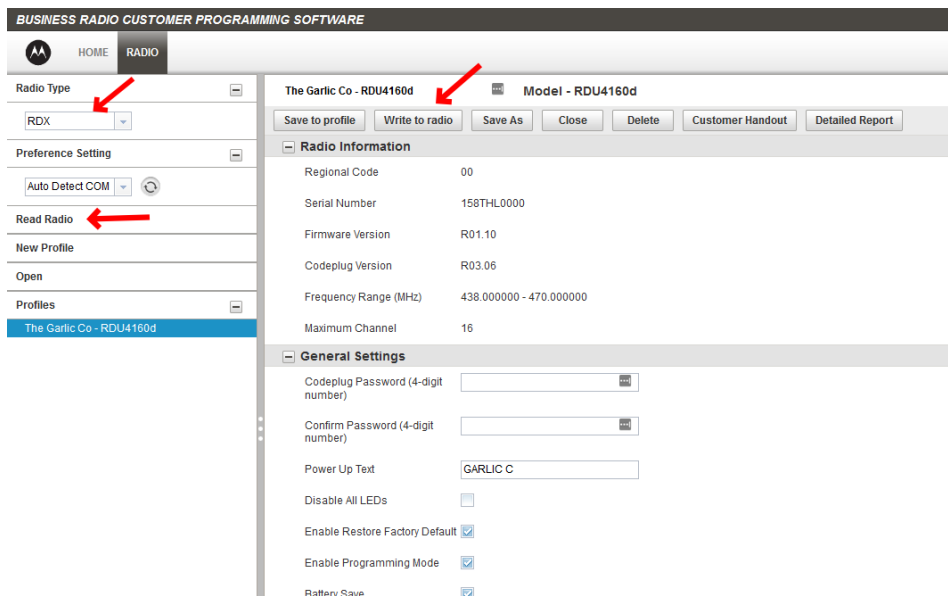 BUSINESS RADIO CUSTOMER PROGRAMMING SOFTWARE
HOME RADIO
Radio Type
RDX
Preference Setting
Auto Detect COM
Read Radio
New Profile
Open
Profiles
The Garlic Co - RDU4160d
The Garlic Co - RDU4160d Model - RDU4160d
Save to profile Write to radio Save As Close Delete Customer Handout Detailed Report
Radio Information
Regional Code 00
Serial Number 158THL0000
Firmware Version R01.10
Codeplug Version R03.06
Frequency Range (MHz) 438.000000 - 470.000000
Maximum Channel 16
General Settings
Codeplug Password (4-digit
number)
Confirm Password (4-digit
number)
Power Up Text GARLIC C
Disable All LEDs
Enable Restore Factory Default
Enable Programming Mode
Battery Save